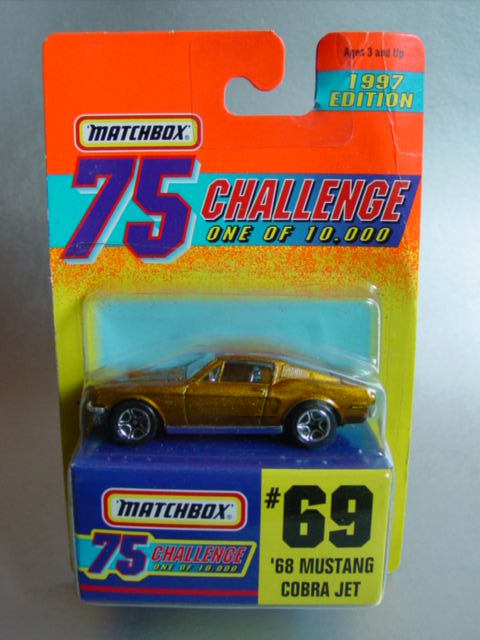 Ages 3 and Up
1997
EDITION
MATCHBOX
75 CHALLENGE
ONE OF 10,000
MATCHBOX
75 CHALLENGE
ONE OF 10,000
#69
'68 MUSTANG
COBRA JET